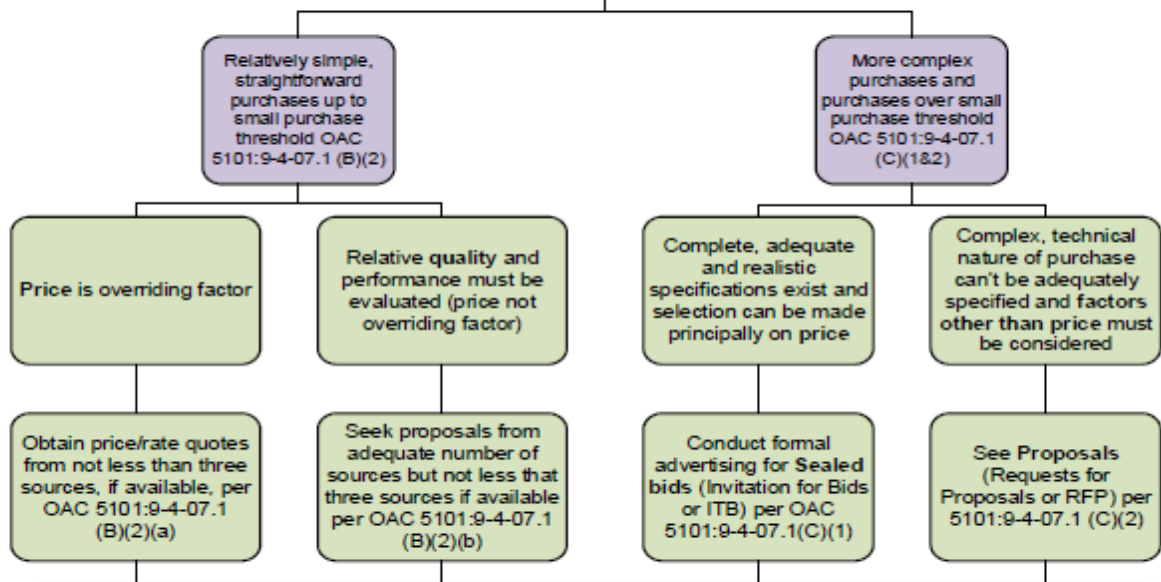 Relatively simple,
straightforward
purchases up to
small purchase
threshold OAC
5101:9-4-07.1 (B)(2)
More complex
purchases and
purchases over small
purchase threshold
OAC 5101:9-4-07.1
(C)(1&2)
Price is overriding factor
Relative quality and
performance must be
evaluated (price not
overriding factor)
Complete, adequate
and realistic
specifications exist and
selection can be made
principally on price
Complex, technical
nature of purchase
can't be adequately
specified and factors
other than price must
be considered
Obtain price/rate quotes
from not less than three
sources, if available, per
OAC 5101:9-4-07.1
(B)(2)(a)
Seek proposals from
adequate number of
sources but not less that
three sources if available
per OAC 5101:9-4-07.1
(B)(2)(b)
Conduct formal
advertising for Sealed
bids (Invitation for Bids
or ITB) per OAC
5101:9-4-07.1(C)(1)
See Proposals
(Requests for
Proposals or RFP) per
5101:9-4-07.1 (C)(2)